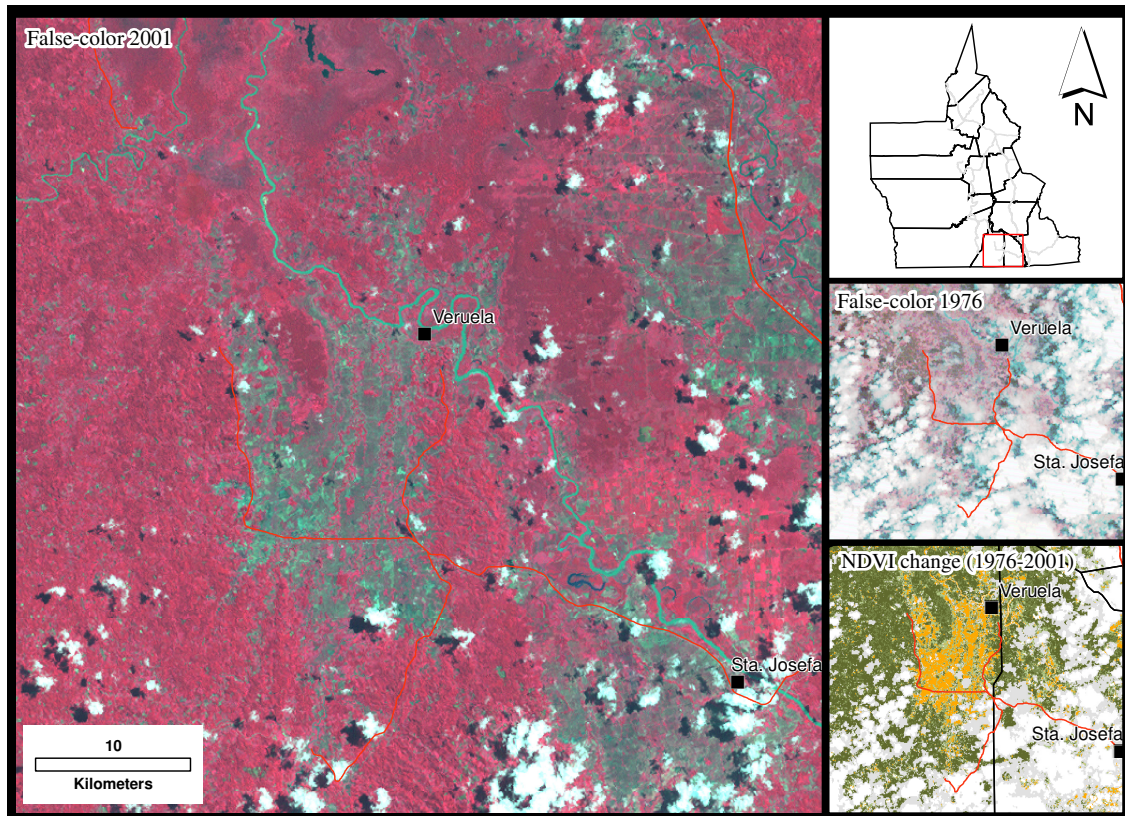 False-color 2001
Veruela
Sta. Josefa
10
Kilometers
N
False-color 1976
Veruela
Sta. Josefa
NDVI change (1976-2001)
Veruela
Sta. Josefa